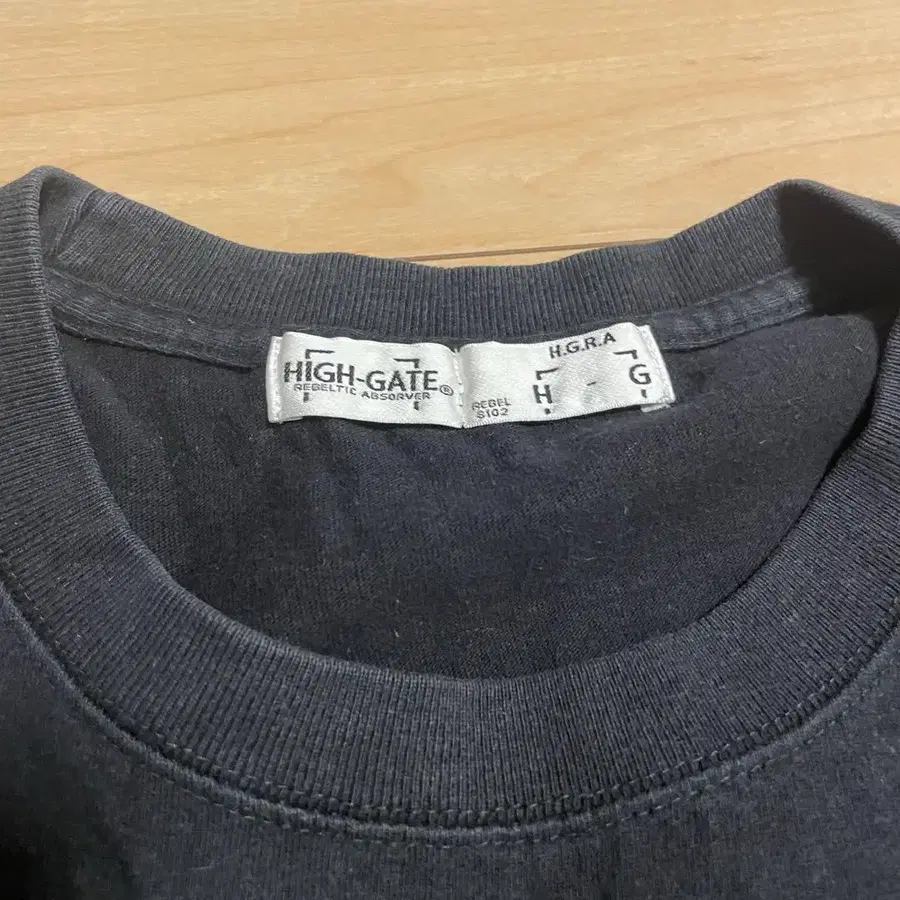 HIGH-GATE®
REBELTIC ABSORVER
H.G.R.A
H - G
REBEL
S102